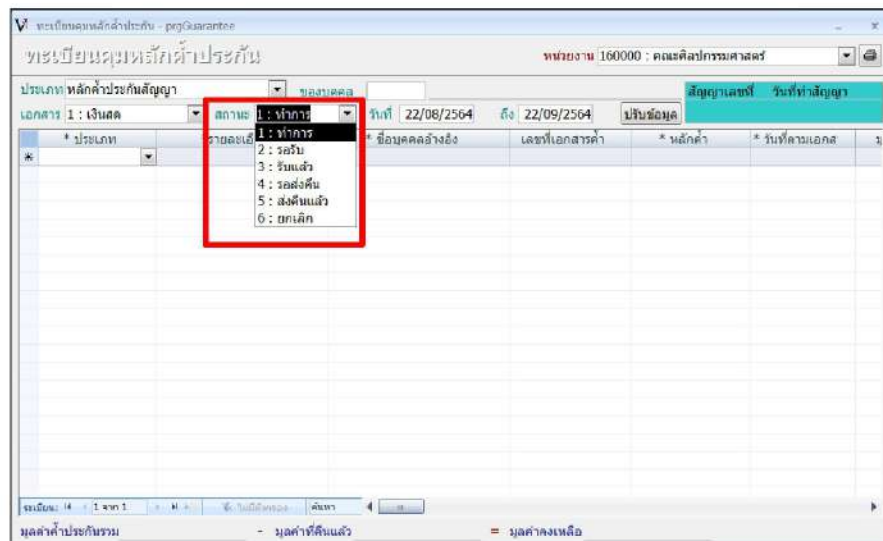 ทะเบียนคุมหลักค้ำประกัน - prgGuarantee
ทะเบียนคุมหลักค้ำประกัน
หน่วยงาน 160000 : คณะศิลปกรรมศาสตร์
ประเภท หลักค้ำประกันสัญญา ของบุคคล สัญญาเลขที่ วันที่ทำสัญญา
เอกสาร 1 : เงินสด สถานะ 1 : ทำการ วันที่ 22/08/2564 ถึง 22/09/2564 ปรับข้อมูล
* ประเภท รายละเอี * ชื่อบุคคลอ้างอิง เลขที่เอกสารค้ำ * หลักค้ำ * วันที่ตามเอกส
1 : ทำการ
2 : รอรับ
3 : รับแล้ว
4 : รอส่งคืน
5 : ส่งคืนแล้ว
6 : ยกเลิก
ระเบียน: 1 จาก 1 ไม่มีตัวกรอง ค้นหา
มูลค่าค้ำประกันรวม - มูลค่าที่คืนแล้ว = มูลค่าคงเหลือ